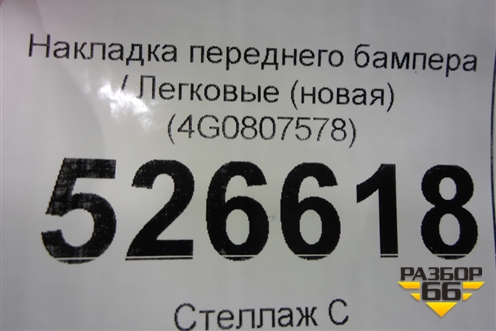 Накладка переднего бампера
/ Легковые (новая)
(4G0807578)
526618
РАЗБОР
66
Стеллаж С